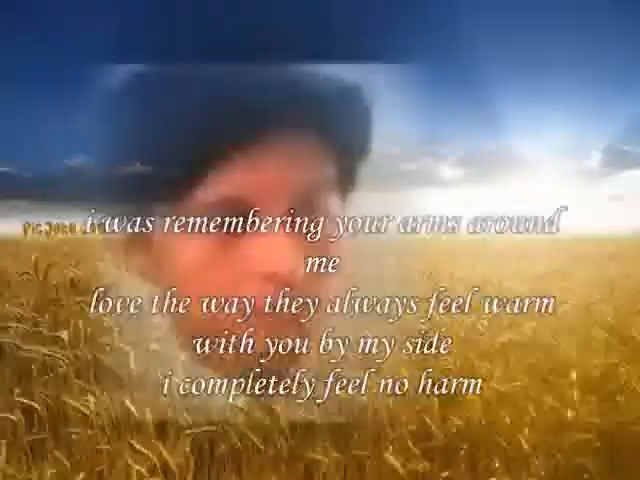 i was remembering your arms around
me
love the way they always feel warm
with you by my side
i completely feel no harm